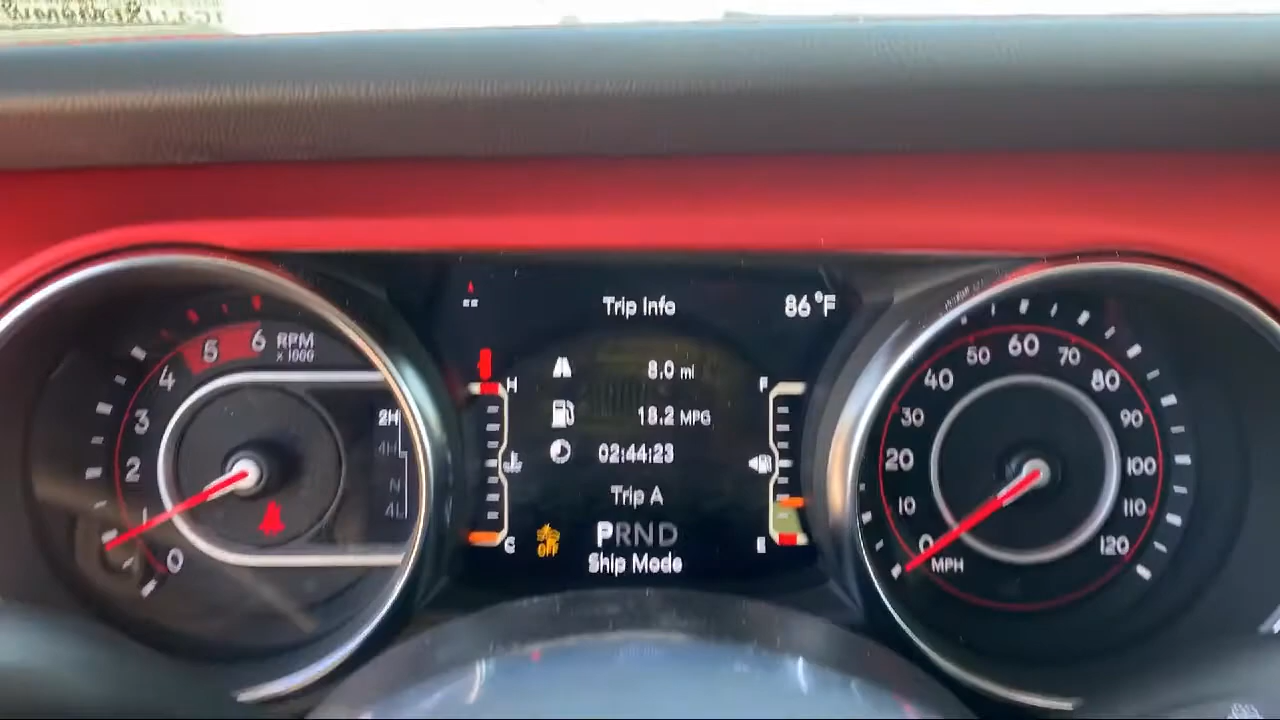 Trip Info
86°F
8.0 mi
18.2 MPG
02:44:23
Trip A
PRND
Ship Mode
OFF
H
C
F
E
RPM
x 1000
0
1
2
3
4
5
6
2H
4H
N
4L
0
10
20
30
40
50
60
70
80
90
100
110
120
MPH